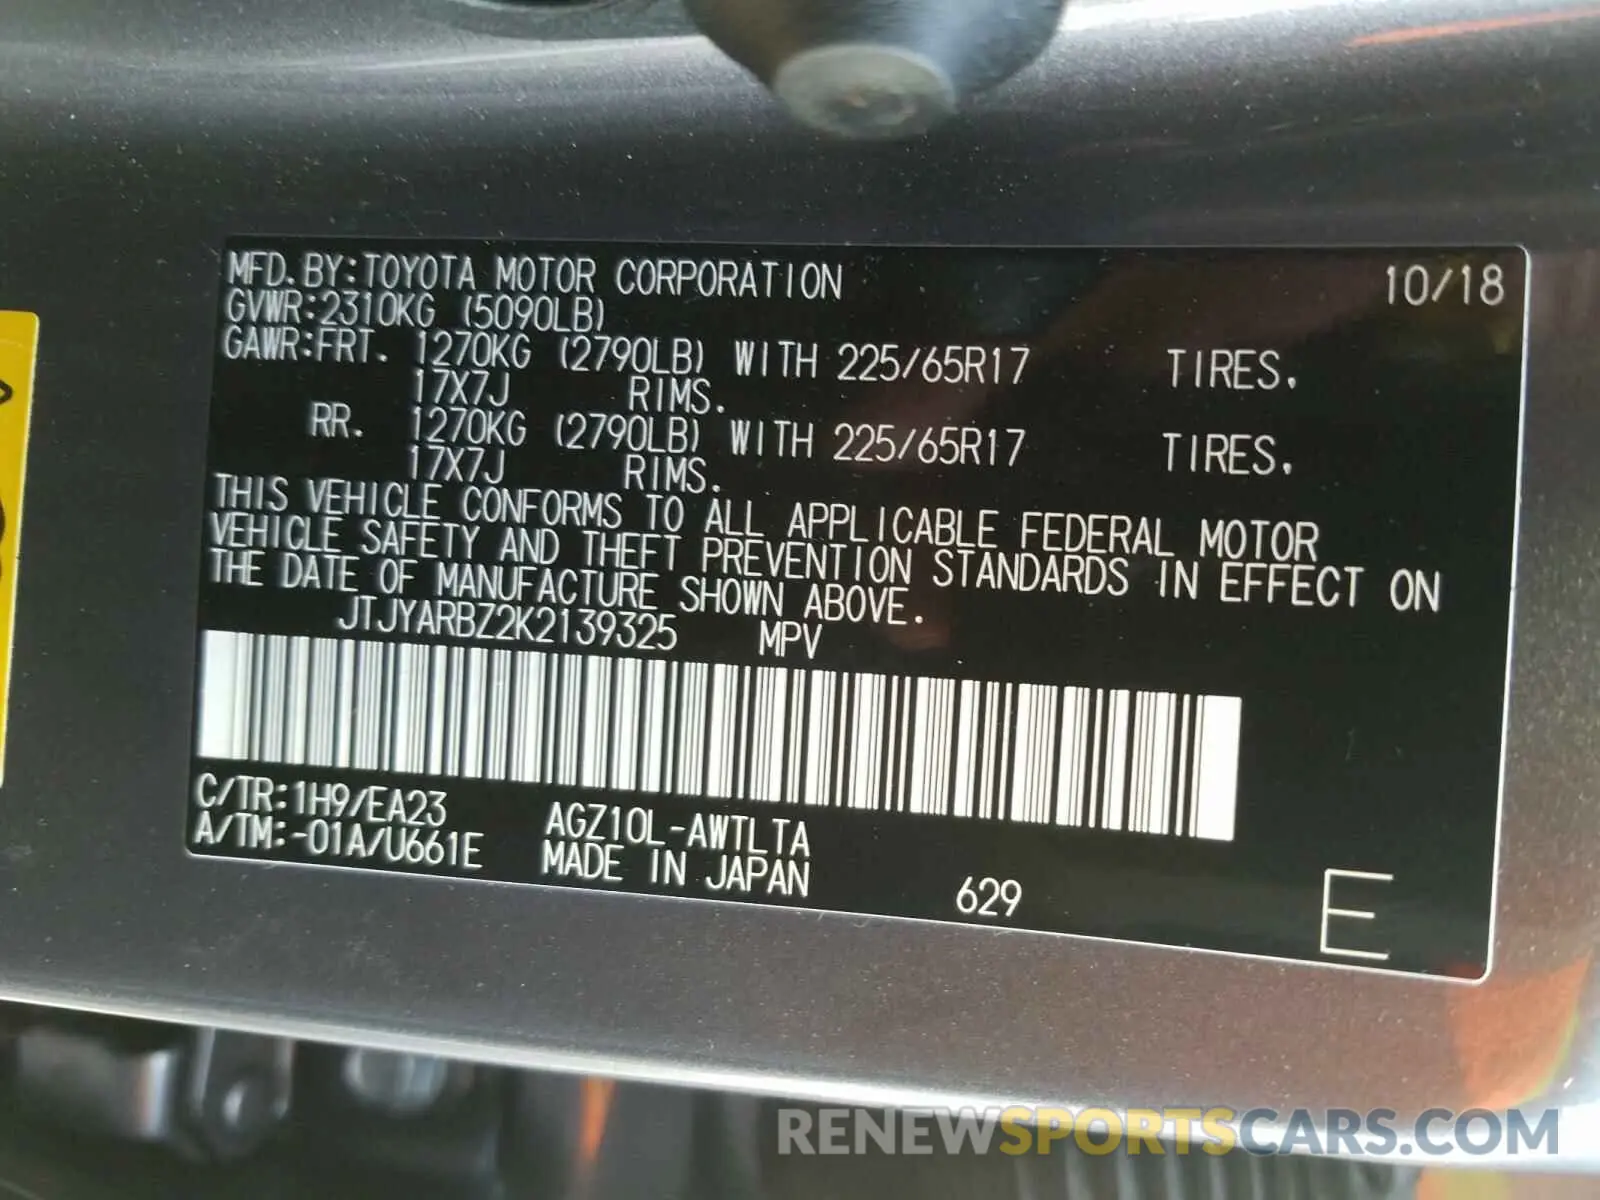 MFD.BY:TOYOTA MOTOR CORPORATION 10/18
GVWR:2310KG (5090LB)
GAWR:FRT. 1270KG (2790LB) WITH 225/65R17 TIRES,
17X7J RIMS.
RR. 1270KG (2790LB) WITH 225/65R17 TIRES,
17X7J RIMS.
THIS VEHICLE CONFORMS TO ALL APPLICABLE FEDERAL MOTOR
VEHICLE SAFETY AND THEFT PREVENTION STANDARDS IN EFFECT ON
THE DATE OF MANUFACTURE SHOWN ABOVE.
JTJYARBZ2K2139325 MPV
C/TR:1H9/EA23 AGZ10L-AWTLTA
A/TM:-01A/U661E MADE IN JAPAN 629
E
RENEWSPORTSCARS.COM